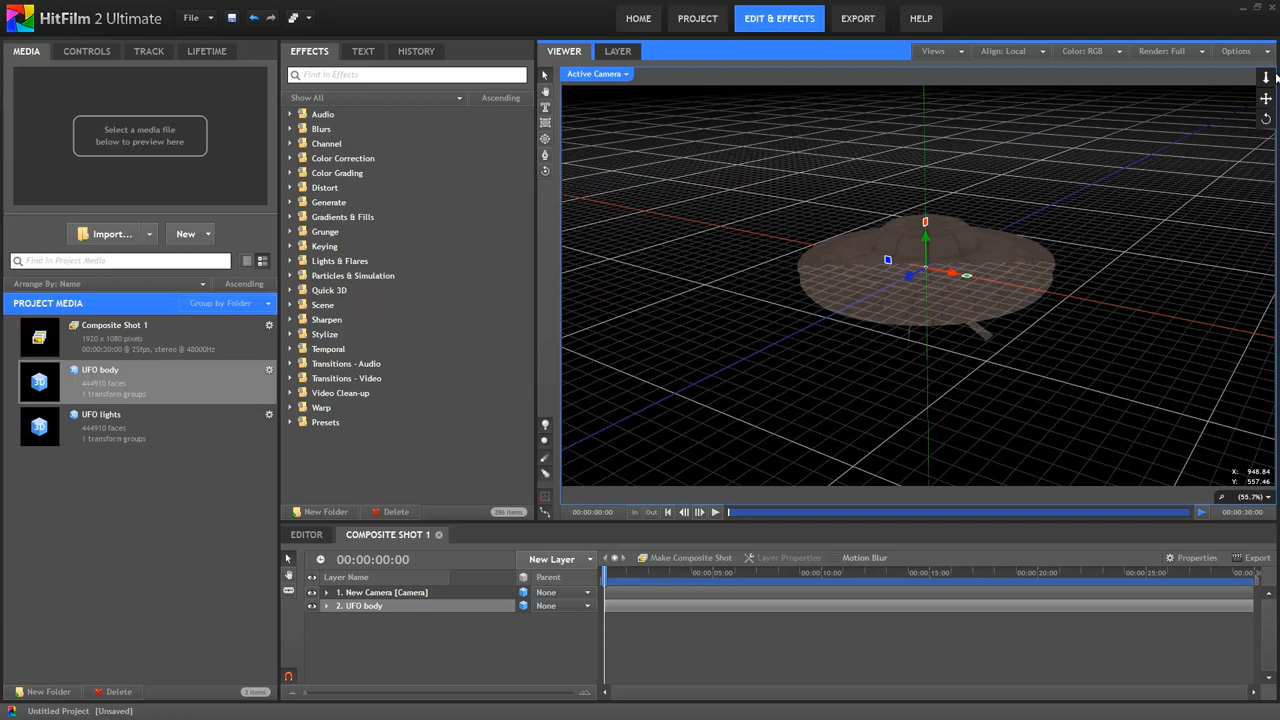 HitFilm 2 Ultimate
File
HOME
PROJECT
EDIT & EFFECTS
EXPORT
HELP
MEDIA
CONTROLS
TRACK
LIFETIME
Select a media file
below to preview here
Import...
New
Find in Project Media
Arrange By: Name
Ascending
PROJECT MEDIA
Group by Folder
Composite Shot 1
1920 x 1080 pixels
00:00:30:00 @ 25fps, stereo @ 48000Hz
UFO body
444910 faces
1 transform groups
UFO lights
444910 faces
1 transform groups
New Folder
Delete
3 items
EFFECTS
TEXT
HISTORY
Find in Effects
Show All
Ascending
Audio
Blurs
Channel
Color Correction
Color Grading
Distort
Generate
Gradients & Fills
Grunge
Keying
Lights & Flares
Particles & Simulation
Quick 3D
Scene
Sharpen
Stylize
Temporal
Transitions - Audio
Transitions - Video
Video Clean-up
Warp
Presets
New Folder
Delete
286 items
VIEWER
LAYER
Views
Align: Local
Color: RGB
Render: Full
Options
Active Camera
X: 948.84
Y: 557.46
(55.7%)
00:00:00:00
In
Out
00:00:30:00
EDITOR
COMPOSITE SHOT 1
00:00:00:00
New Layer
Make Composite Shot
Layer Properties
Motion Blur
Properties
Export
Layer Name
Parent
00:00:05:00
00:00:10:00
00:00:15:00
00:00:20:00
00:00:25:00
1. New Camera [Camera]
None
2. UFO body
None
Untitled Project
[Unsaved]